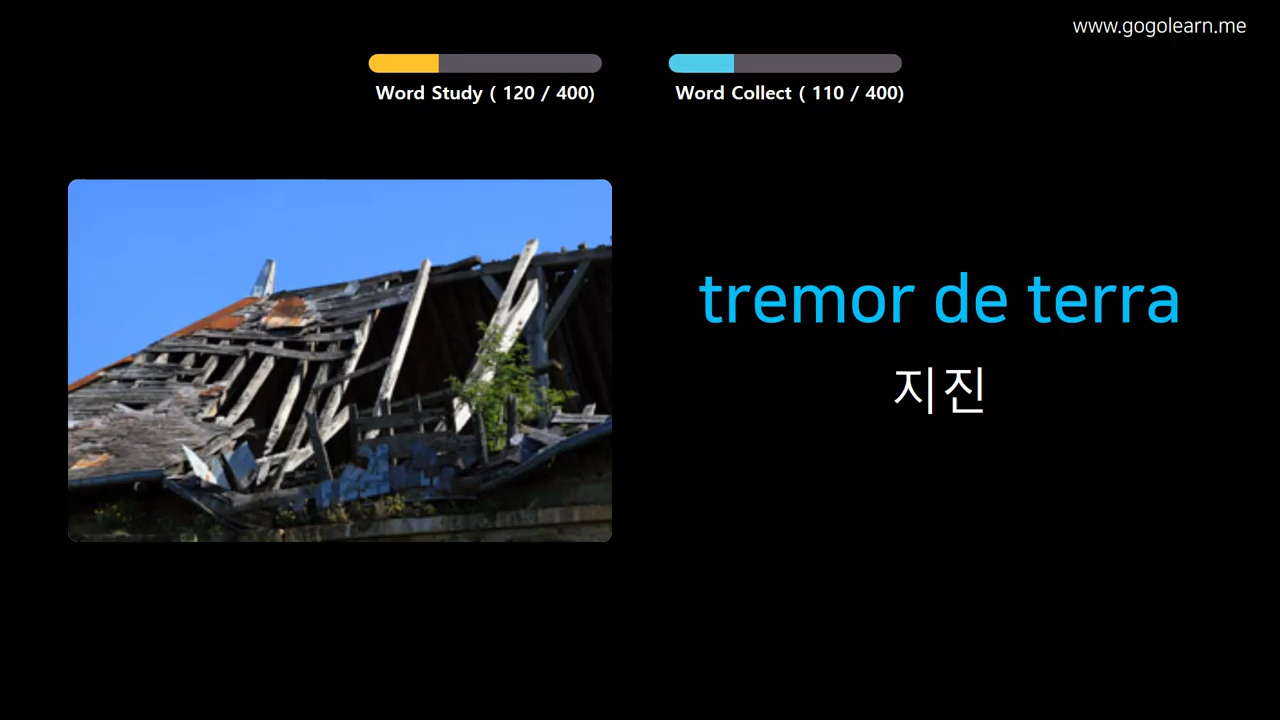 www.gogolearn.me
Word Study ( 120 / 400)
Word Collect ( 110 / 400)
tremor de terra
지진